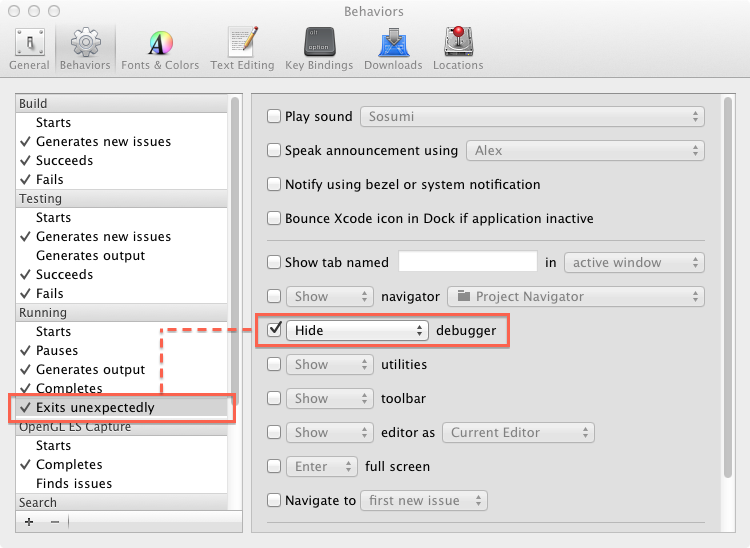 Behaviors
General
Behaviors
Fonts & Colors
Text Editing
off
option
Key Bindings
Downloads
Locations
Build
Starts
Generates new issues
Succeeds
Fails
Testing
Starts
Generates new issues
Generates output
Succeeds
Fails
Running
Starts
Pauses
Generates output
Completes
Exits unexpectedly
OpenGL ES Capture
Starts
Completes
Finds issues
Search
Play sound Sosumi
Speak announcement using Alex
Notify using bezel or system notification
Bounce Xcode icon in Dock if application inactive
Show tab named in active window
Show navigator Project Navigator
Hide debugger
Show utilities
Show toolbar
Show editor as Current Editor
Enter full screen
Navigate to first new issue